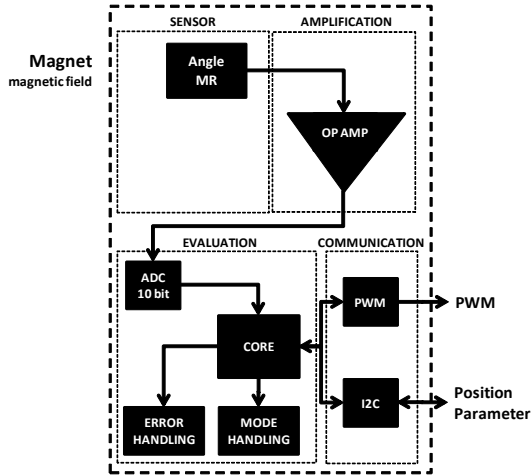 SENSOR
AMPLIFICATION
Magnet
magnetic field
Angle
MR
OP AMP
EVALUATION
COMMUNICATION
ADC
10 bit
PWM
PWM
CORE
I2C
Position
Parameter
ERROR
HANDLING
MODE
HANDLING